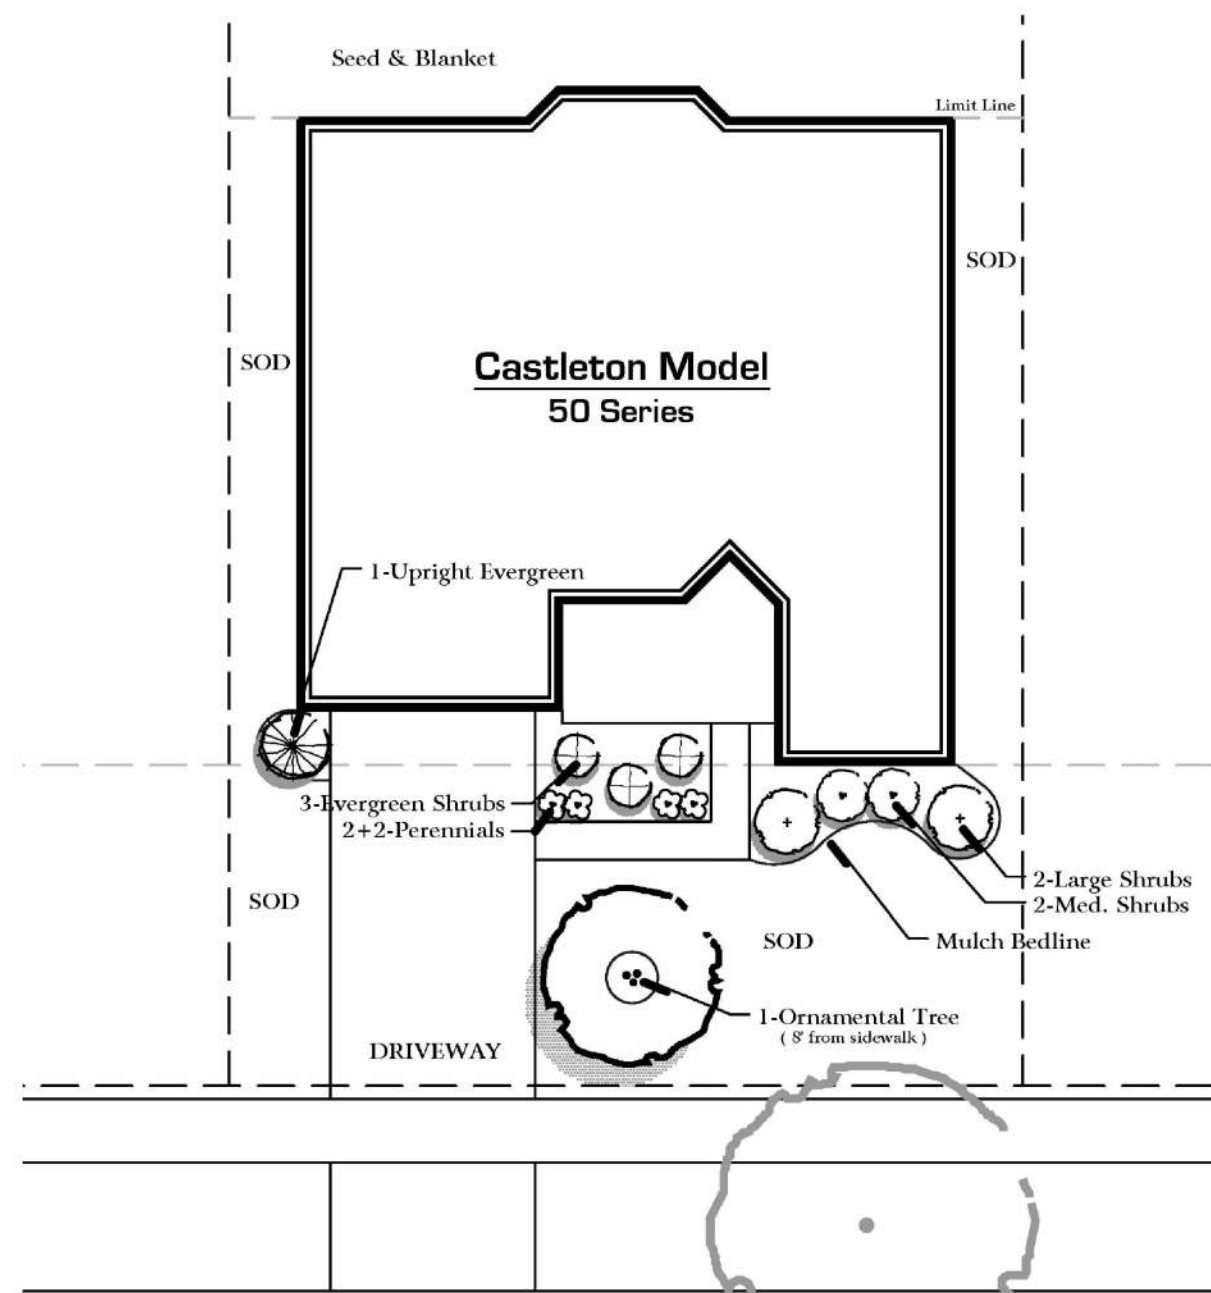 Seed & Blanket
Limit Line
SOD
SOD
Castleton Model
50 Series
1-Upright Evergreen
3-Evergreen Shrubs
2+2-Perennials
2-Large Shrubs
2-Med. Shrubs
SOD
SOD
Mulch Bedline
1-Ornamental Tree
( 8' from sidewalk )
DRIVEWAY